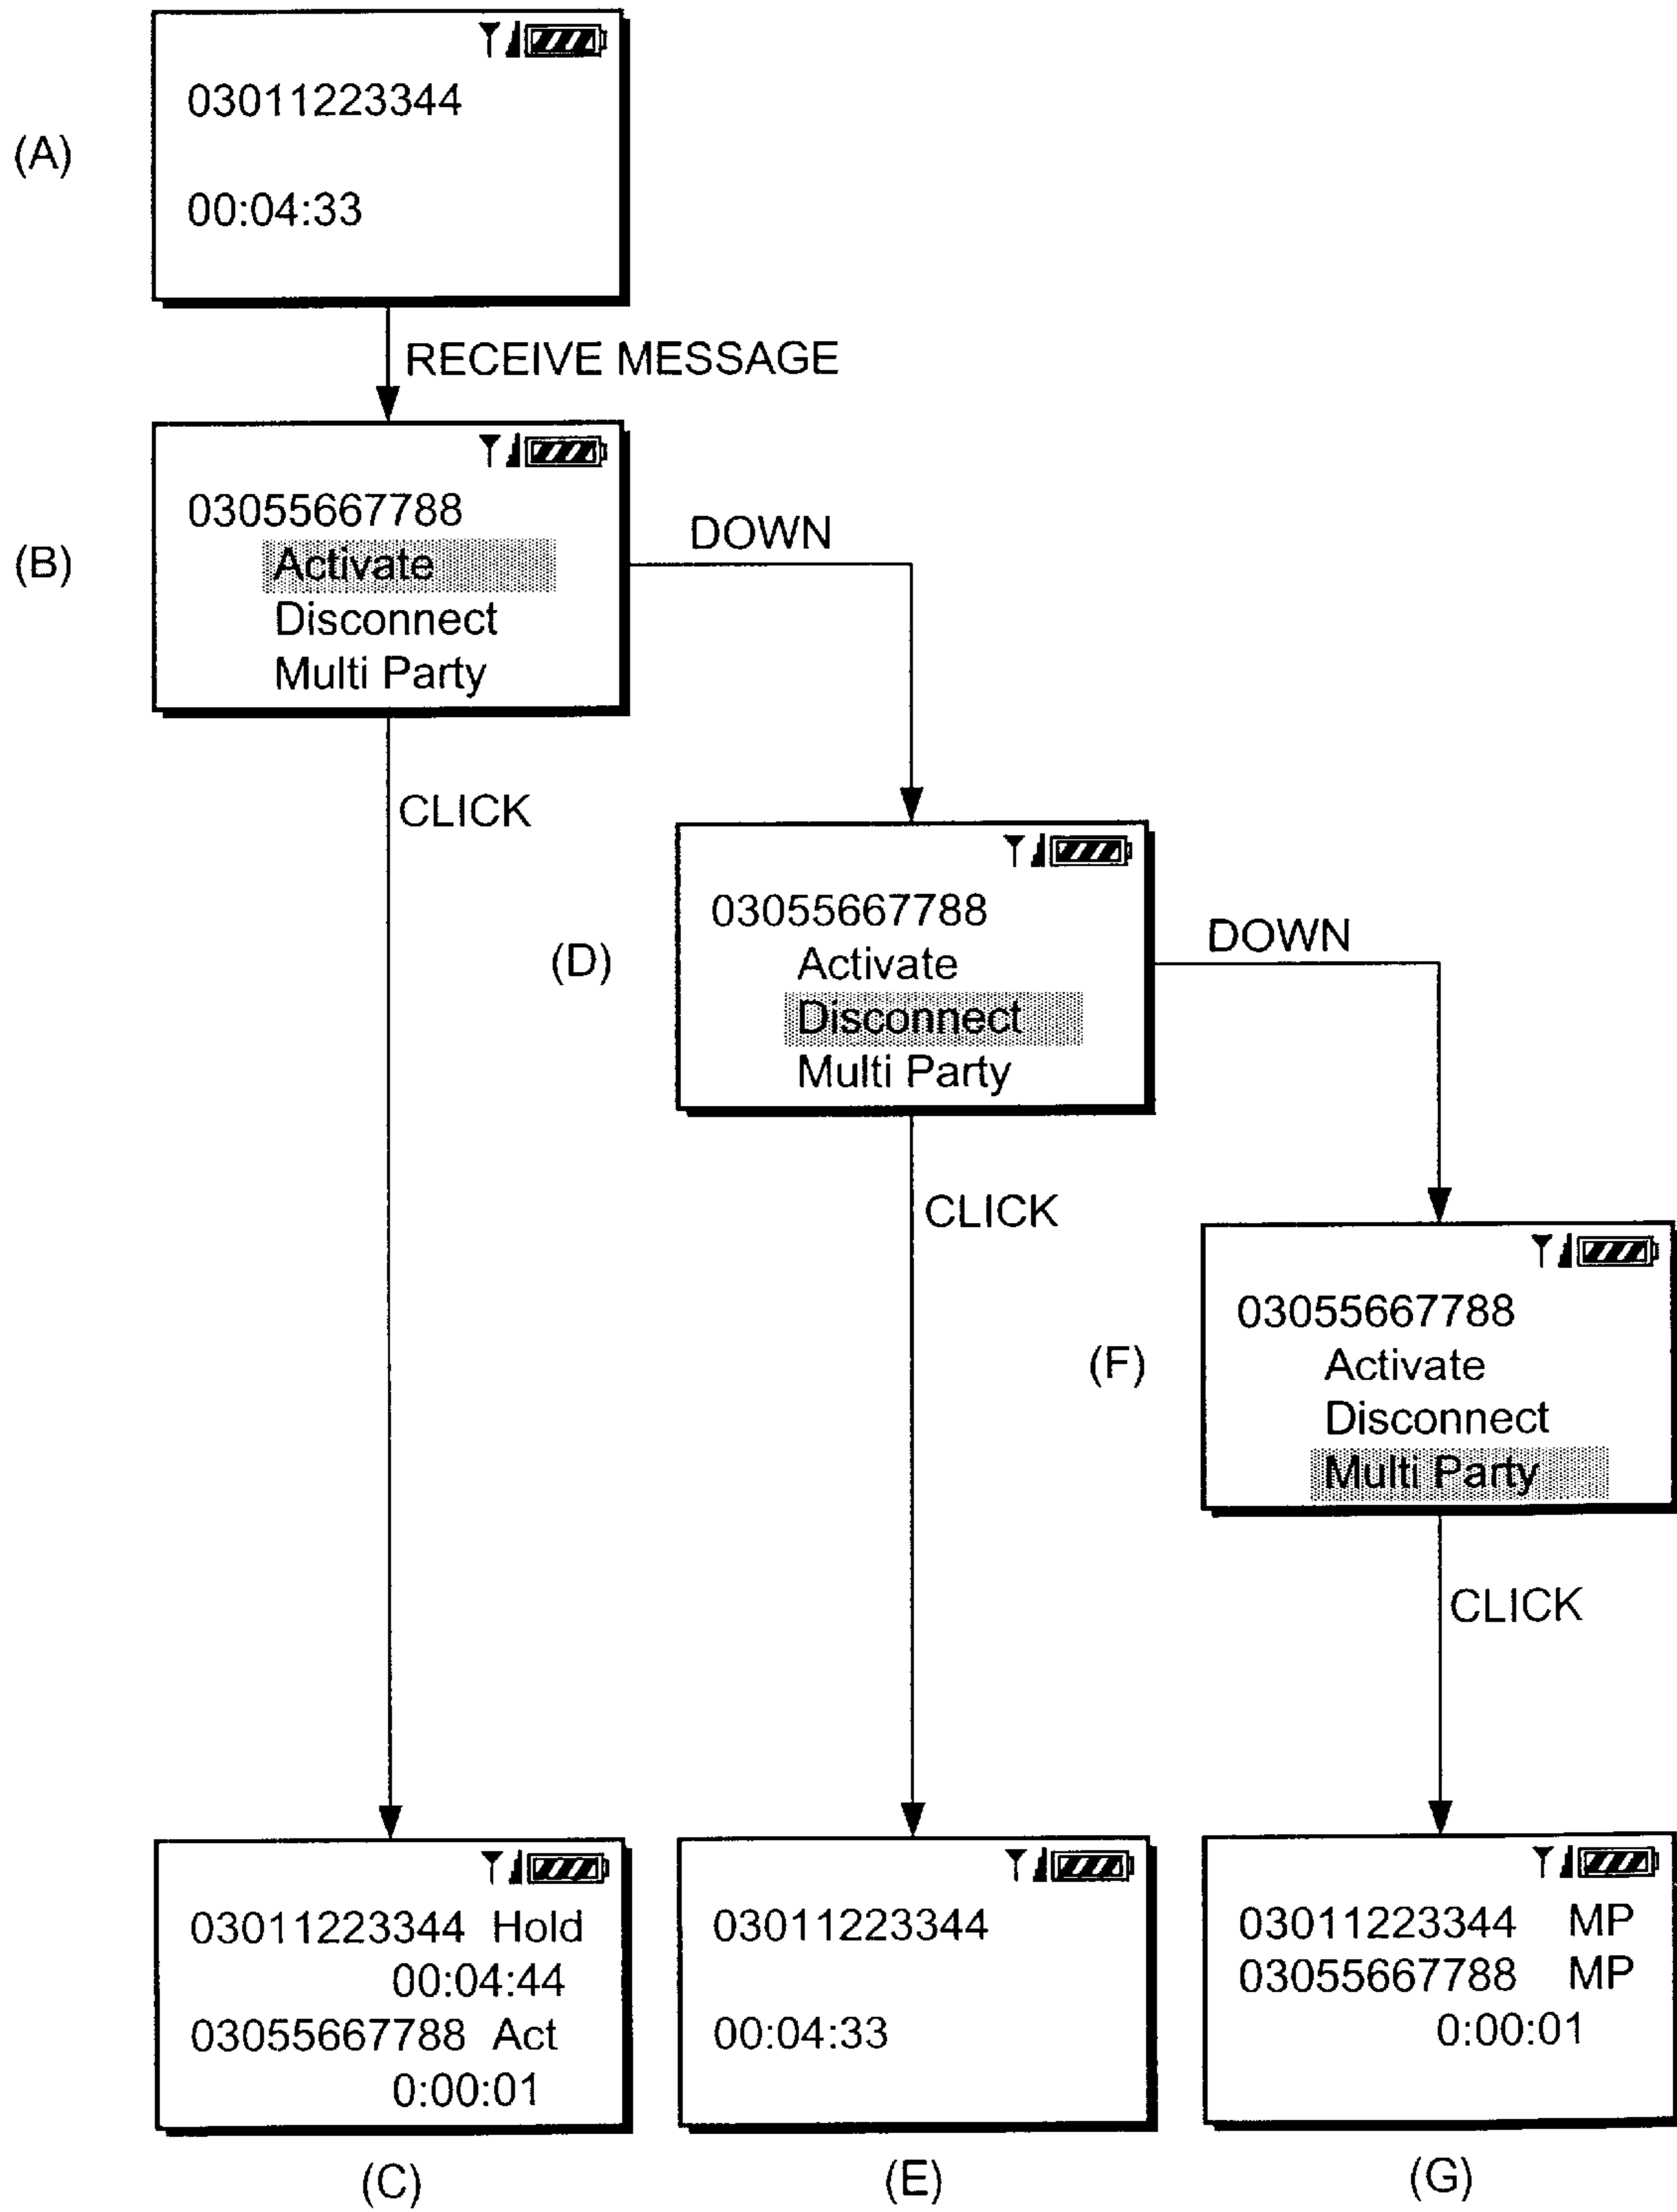 03011223344
(A)
00:04:33
RECEIVE MESSAGE
03055667788
DOWN
(B)
Activate
Disconnect
Multi Party
CLICK
03055667788
DOWN
(D)
Activate
Disconnect
Multi Party
CLICK
03055667788
(F)
Activate
Disconnect
Multi Party
CLICK
03011223344 Hold
00:04:44
03055667788 Act
0:00:01
(C)
03011223344
00:04:33
(E)
03011223344 MP
03055667788 MP
0:00:01
(G)